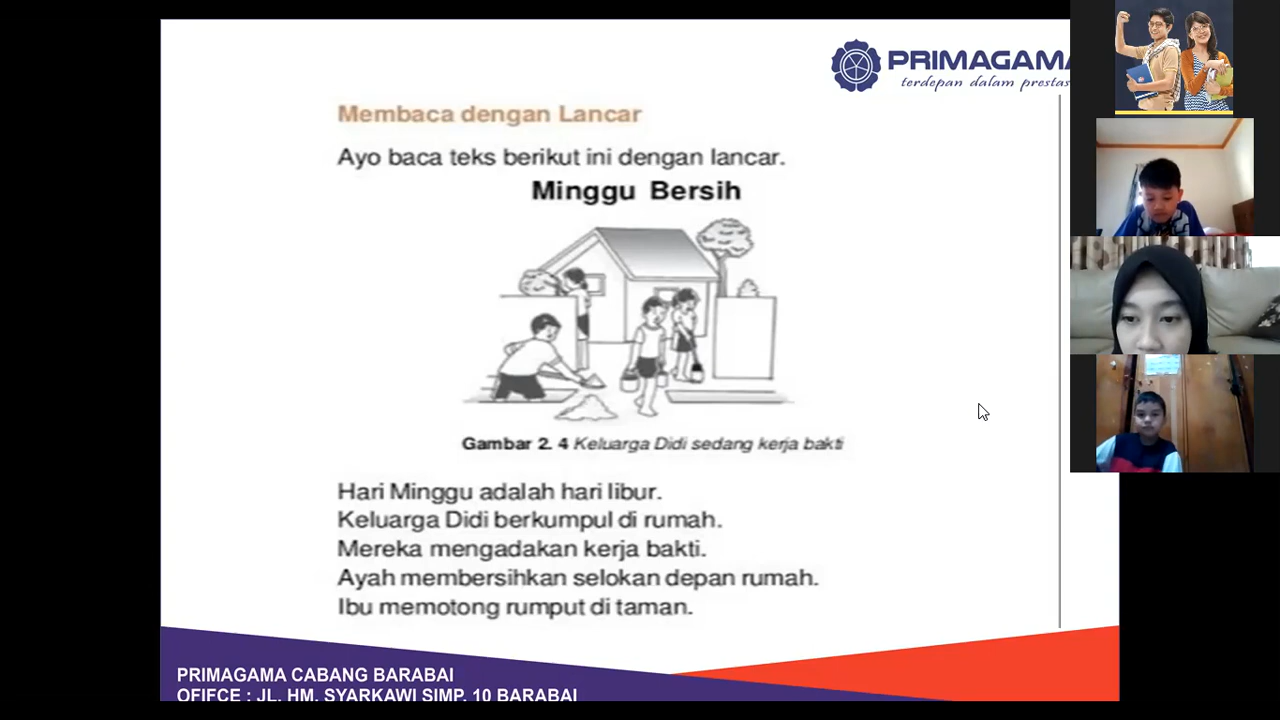 PRIMAGAMA
terdepan dalam prestas
Membaca dengan Lancar
Ayo baca teks berikut ini dengan lancar.
Minggu Bersih
Gambar 2. 4 Keluarga Didi sedang kerja bakti
Hari Minggu adalah hari libur.
Keluarga Didi berkumpul di rumah.
Mereka mengadakan kerja bakti.
Ayah membersihkan selokan depan rumah.
Ibu memotong rumput di taman.
PRIMAGAMA CABANG BARABAI
OFIFCE : JL. HM. SYARKAWI SIMP. 10 BARABAI